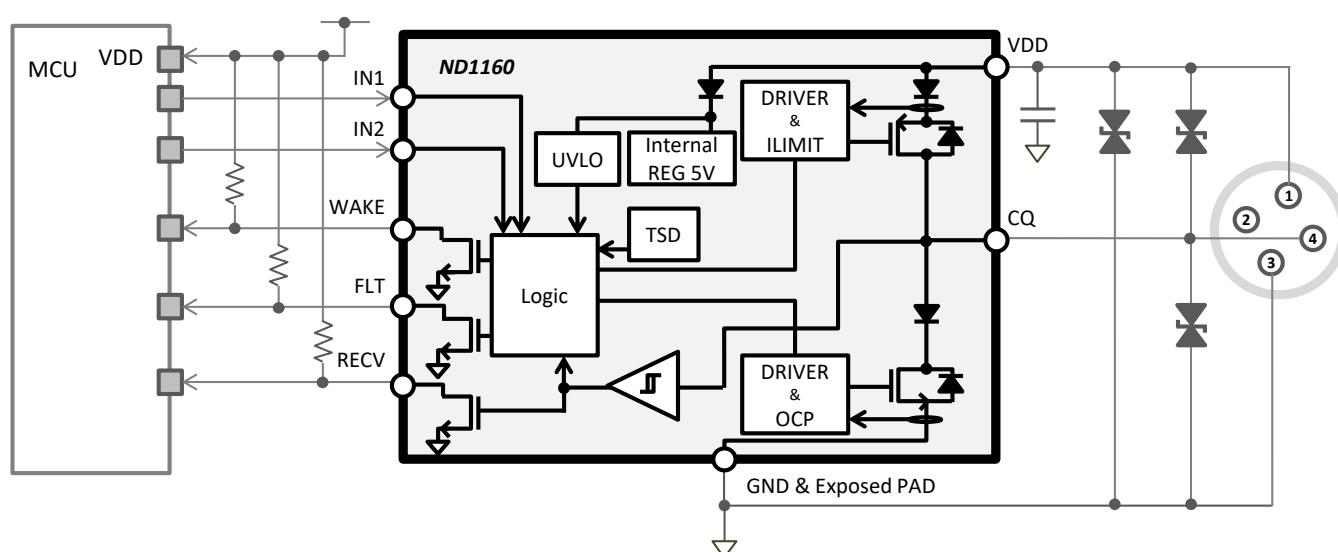 MCU
VDD
ND1160
IN1
IN2
WAKE
FLT
RECV
UVLO
Internal
REG 5V
DRIVER
&
ILIMIT
TSD
Logic
DRIVER
&
OCP
VDD
CQ
GND & Exposed PAD
1
2
4
3